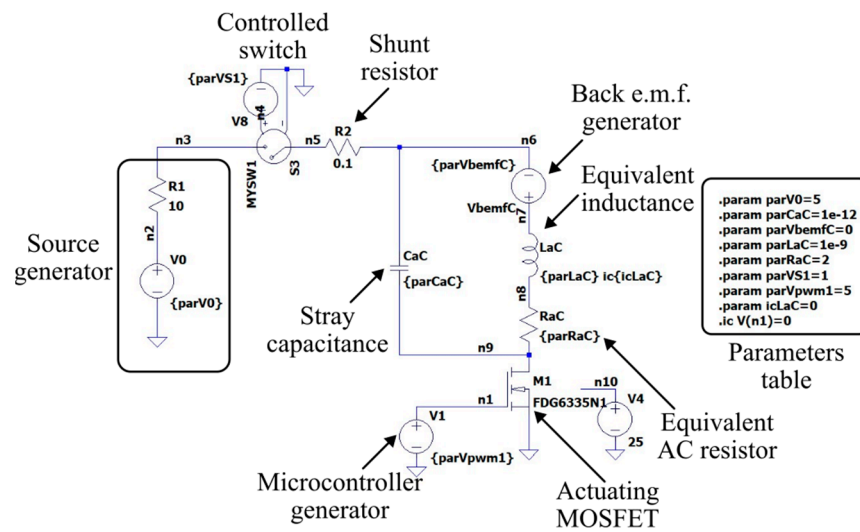 Controlled
switch
Shunt
resistor
{parVS1}
n4
V8
+ -
n3
n5
R2
0.1
MYSW1
S3
n6
Back e.m.f.
generator
{parVbemfC}
VbemfC
n7
Equivalent
inductance
LaC
{parLaC} ic{icLaC}
n8
RaC
{parRaC}
Source
generator
R1
10
n2
V0
{parV0}
CaC
{parCaC}
Stray
capacitance
n9
.param parV0=5
.param parCaC=1e-12
.param parVbemfC=0
.param parLaC=1e-9
.param parRaC=2
.param parVS1=1
.param parVpwm1=5
.param icLaC=0
.ic V(n1)=0
Parameters
table
n1
M1
FDG6335N1
n10
V4
25
V1
{parVpwm1}
Equivalent
AC resistor
Microcontroller
generator
Actuating
MOSFET